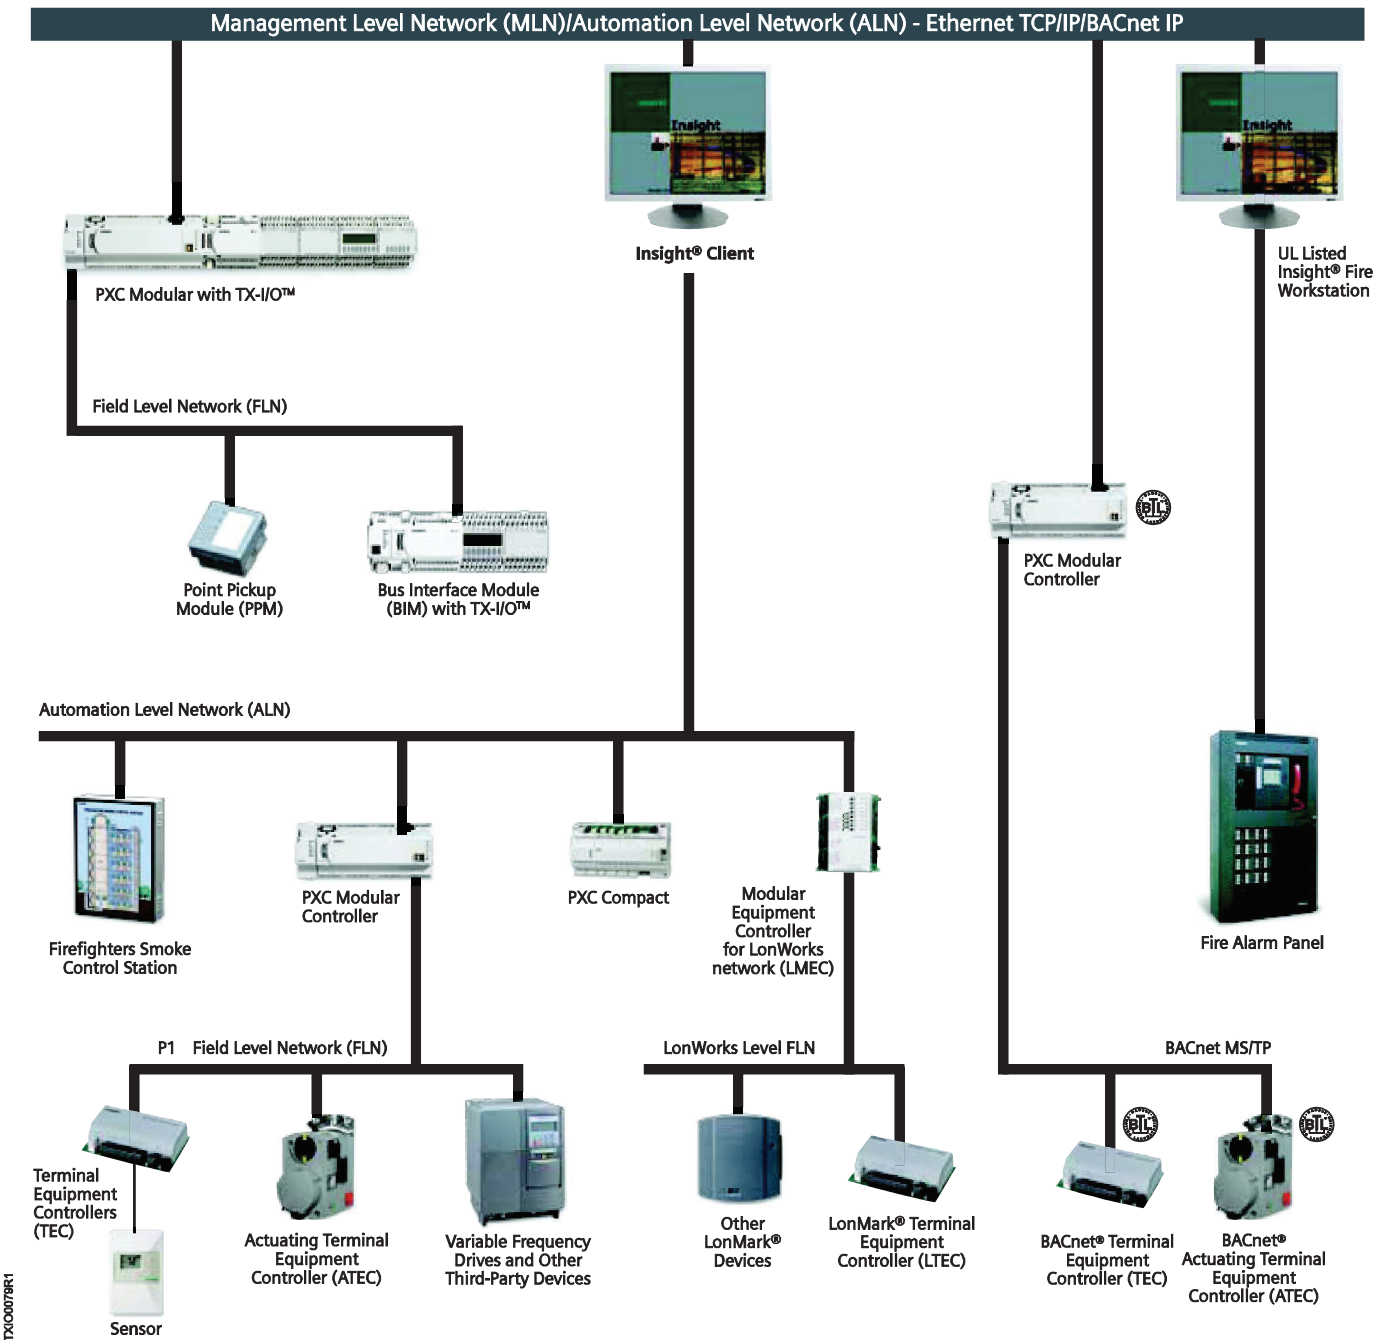 Management Level Network (MLN)/Automation Level Network (ALN) - Ethernet TCP/IP/BACnet IP
Insight
Insight
Insight® Client
UL Listed
Insight® Fire
Workstation
PXC Modular with TX-I/O™
Field Level Network (FLN)
BTL
PXC Modular
Controller
Point Pickup
Module (PPM)
Bus Interface Module
(BIM) with TX-I/O™
Automation Level Network (ALN)
PXC Modular
Controller
PXC Compact
Modular
Equipment
Controller
for LonWorks
network (LMEC)
Firefighters Smoke
Control Station
Fire Alarm Panel
P1 Field Level Network (FLN)
LonWorks Level FLN
BACnet MS/TP
BTL
BTL
Terminal
Equipment
Controllers
(TEC)
Sensor
Actuating Terminal
Equipment
Controller (ATEC)
Variable Frequency
Drives and Other
Third-Party Devices
Other
LonMark®
Devices
LonMark® Terminal
Equipment
Controller (LTEC)
BACnet® Terminal
Equipment
Controller (TEC)
BACnet®
Actuating Terminal
Equipment
Controller (ATEC)
TXIO0079R1